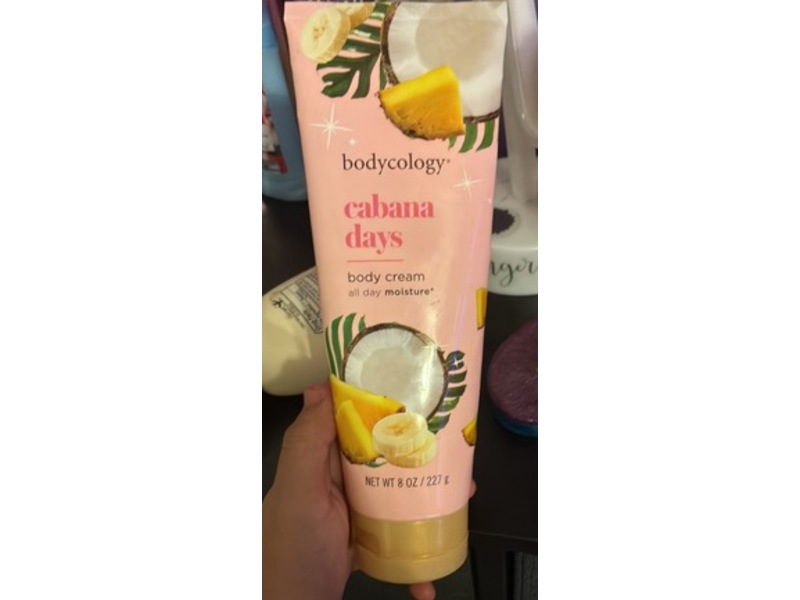 bodycology®
cabana
days
body cream
all day moisture*
NET WT 8 OZ / 227 g